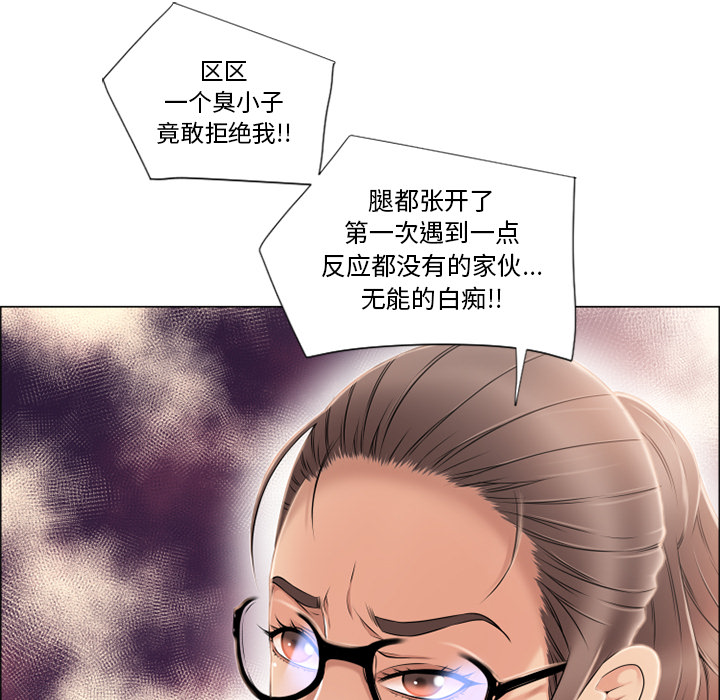 区区
一个臭小子
竟敢拒绝我!!
腿都张开了
第一次遇到一点
反应都没有的家伙...
无能的白痴!!